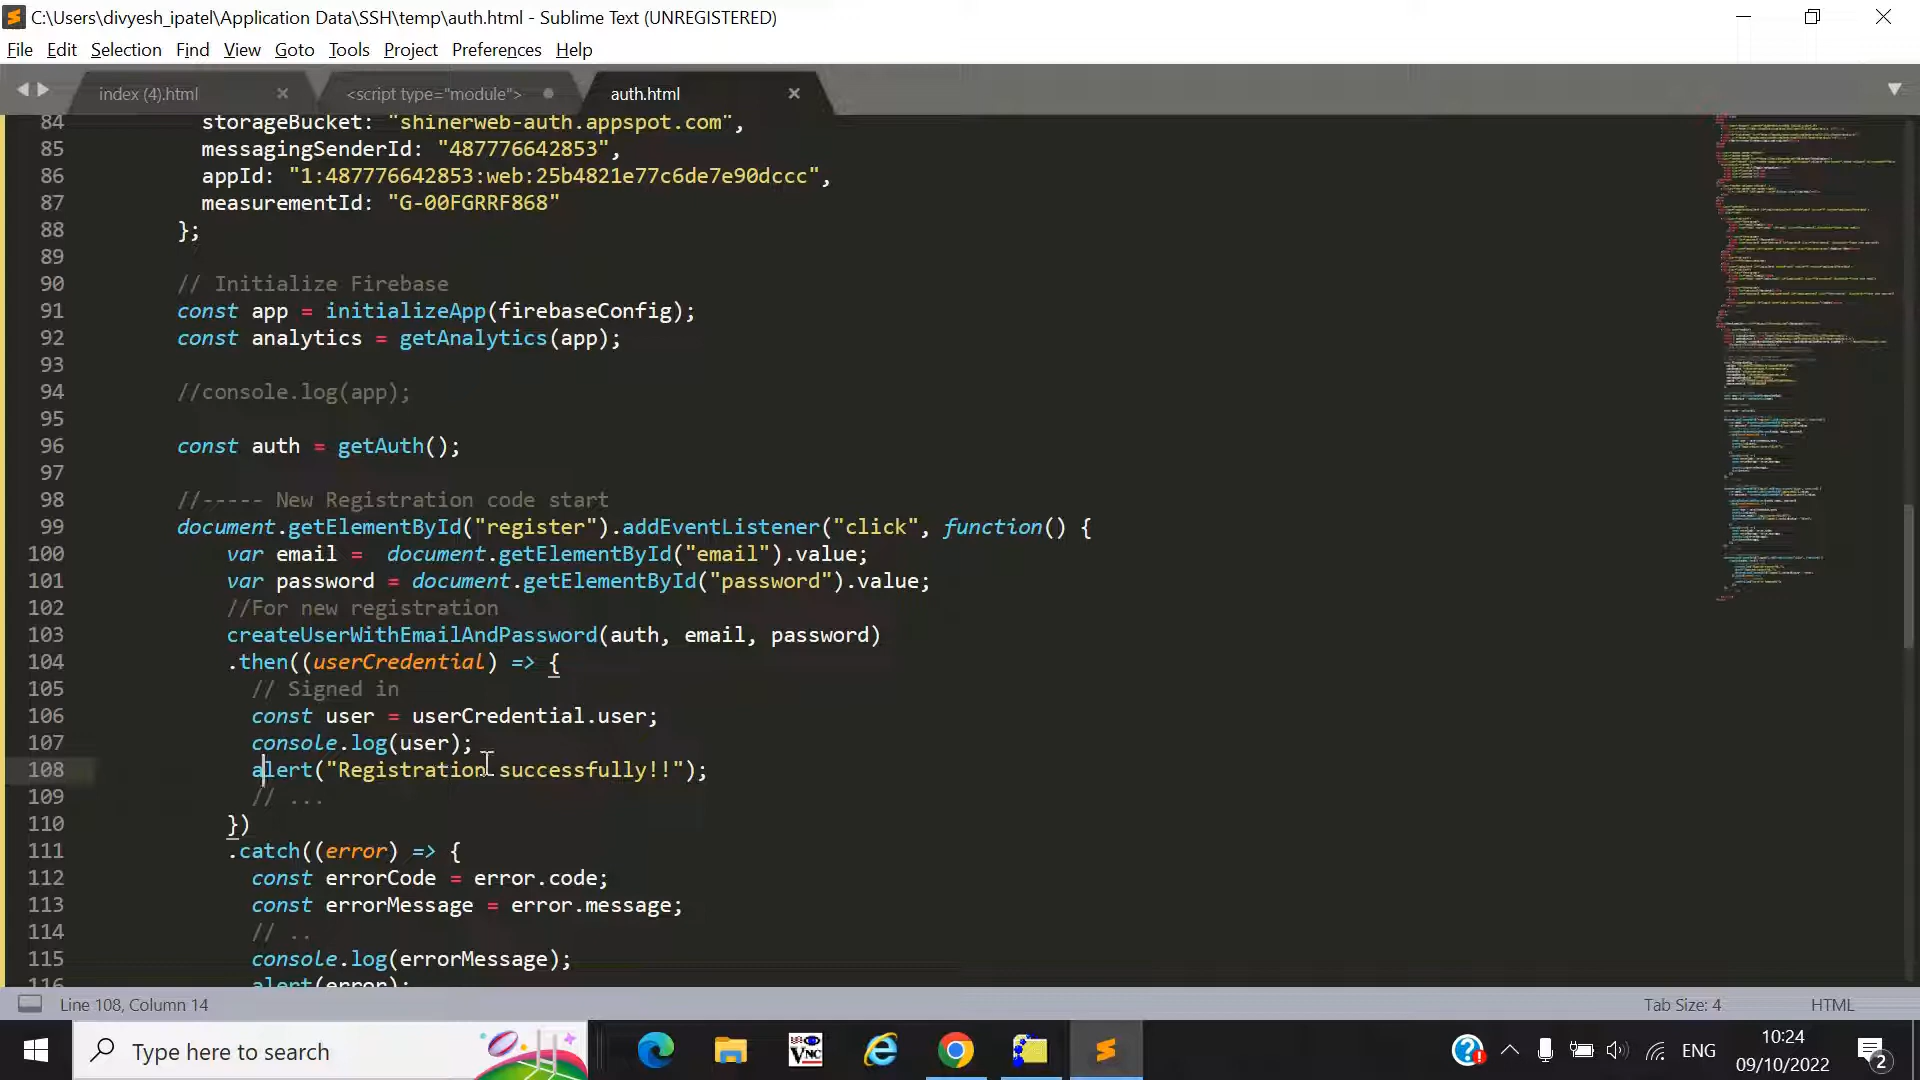 C:\Users\divyesh_ipatel\Application Data\SSH\temp\auth.html - Sublime Text (UNREGISTERED)
File Edit Selection Find View Goto Tools Project Preferences Help
index (4).html <script type="module"> auth.html
84 storageBucket: "shinerweb-auth.appspot.com",
85 messagingSenderId: "487776642853",
86 appId: "1:487776642853:web:25b4821e77c6de7e90dccc",
87 measurementId: "G-00FGRRF868"
88 };
89
90 // Initialize Firebase
91 const app = initializeApp(firebaseConfig);
92 const analytics = getAnalytics(app);
93
94 //console.log(app);
95
96 const auth = getAuth();
97
98 //----- New Registration code start
99 document.getElementById("register").addEventListener("click", function() {
100 var email =  document.getElementById("email").value;
101 var password = document.getElementById("password").value;
102 //For new registration
103 createUserWithEmailAndPassword(auth, email, password)
104 .then((userCredential) => {
105 // Signed in
106 const user = userCredential.user;
107 console.log(user);
108 alert("Registration successfully!!");
109 // ...
110 })
111 .catch((error) => {
112 const errorCode = error.code;
113 const errorMessage = error.message;
114 // ..
115 console.log(errorMessage);
116 alert(error);
Line 108, Column 14 Tab Size: 4 HTML
Type here to search ENG 10:24
09/10/2022 2